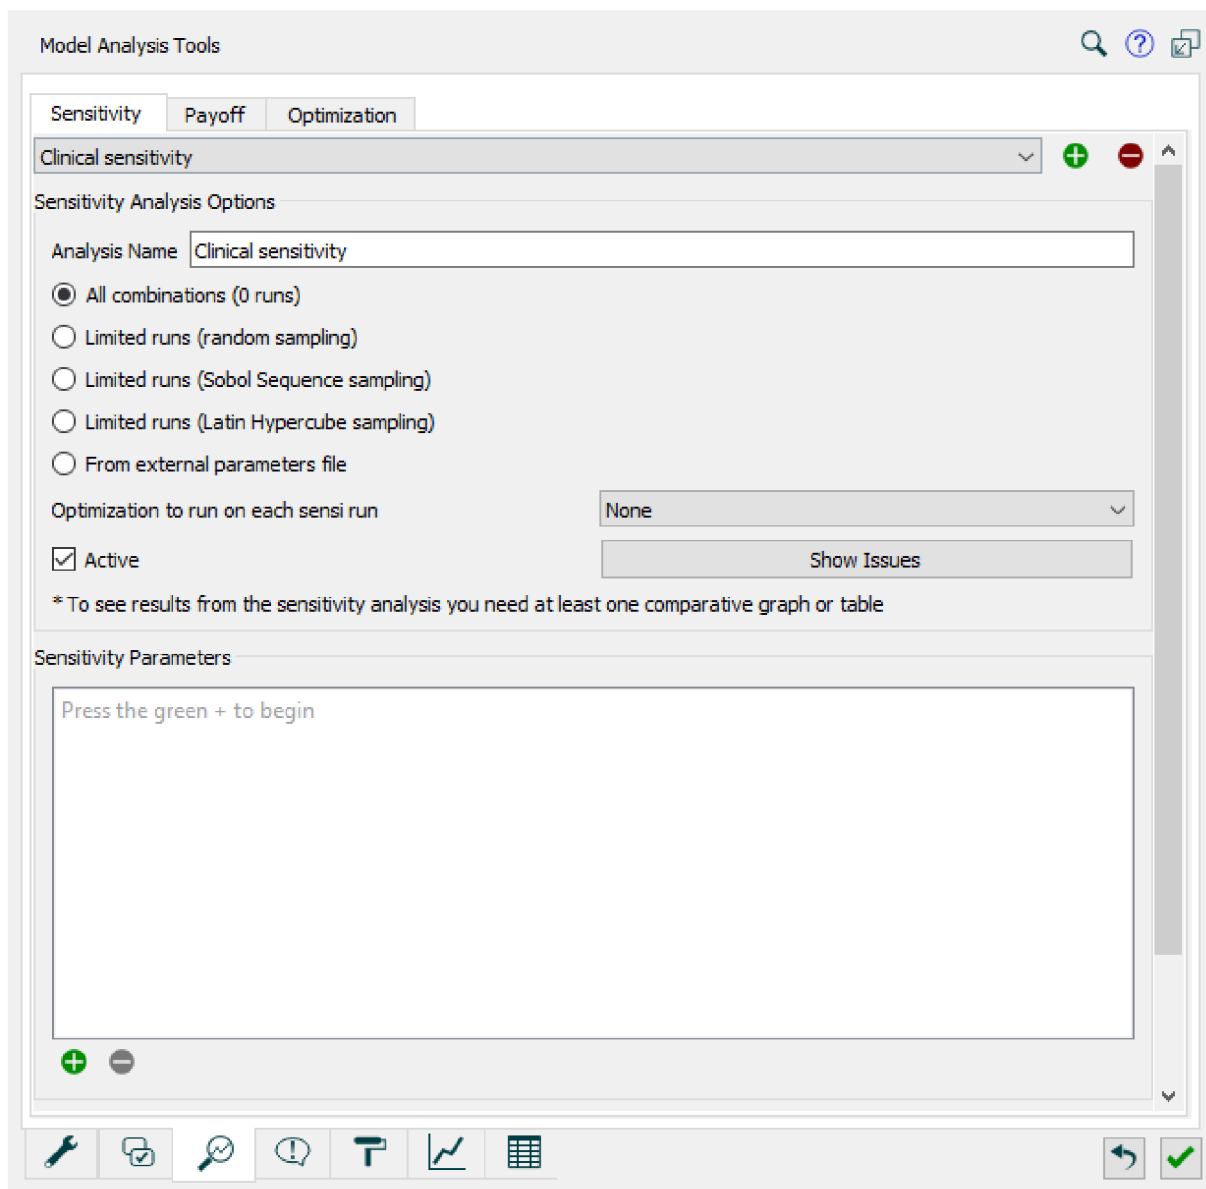 Model Analysis Tools
Sensitivity Payoff Optimization
Clinical sensitivity
Sensitivity Analysis Options
Analysis Name Clinical sensitivity
All combinations (0 runs)
Limited runs (random sampling)
Limited runs (Sobol Sequence sampling)
Limited runs (Latin Hypercube sampling)
From external parameters file
Optimization to run on each sensi run None
Active Show Issues
* To see results from the sensitivity analysis you need at least one comparative graph or table
Sensitivity Parameters
Press the green + to begin